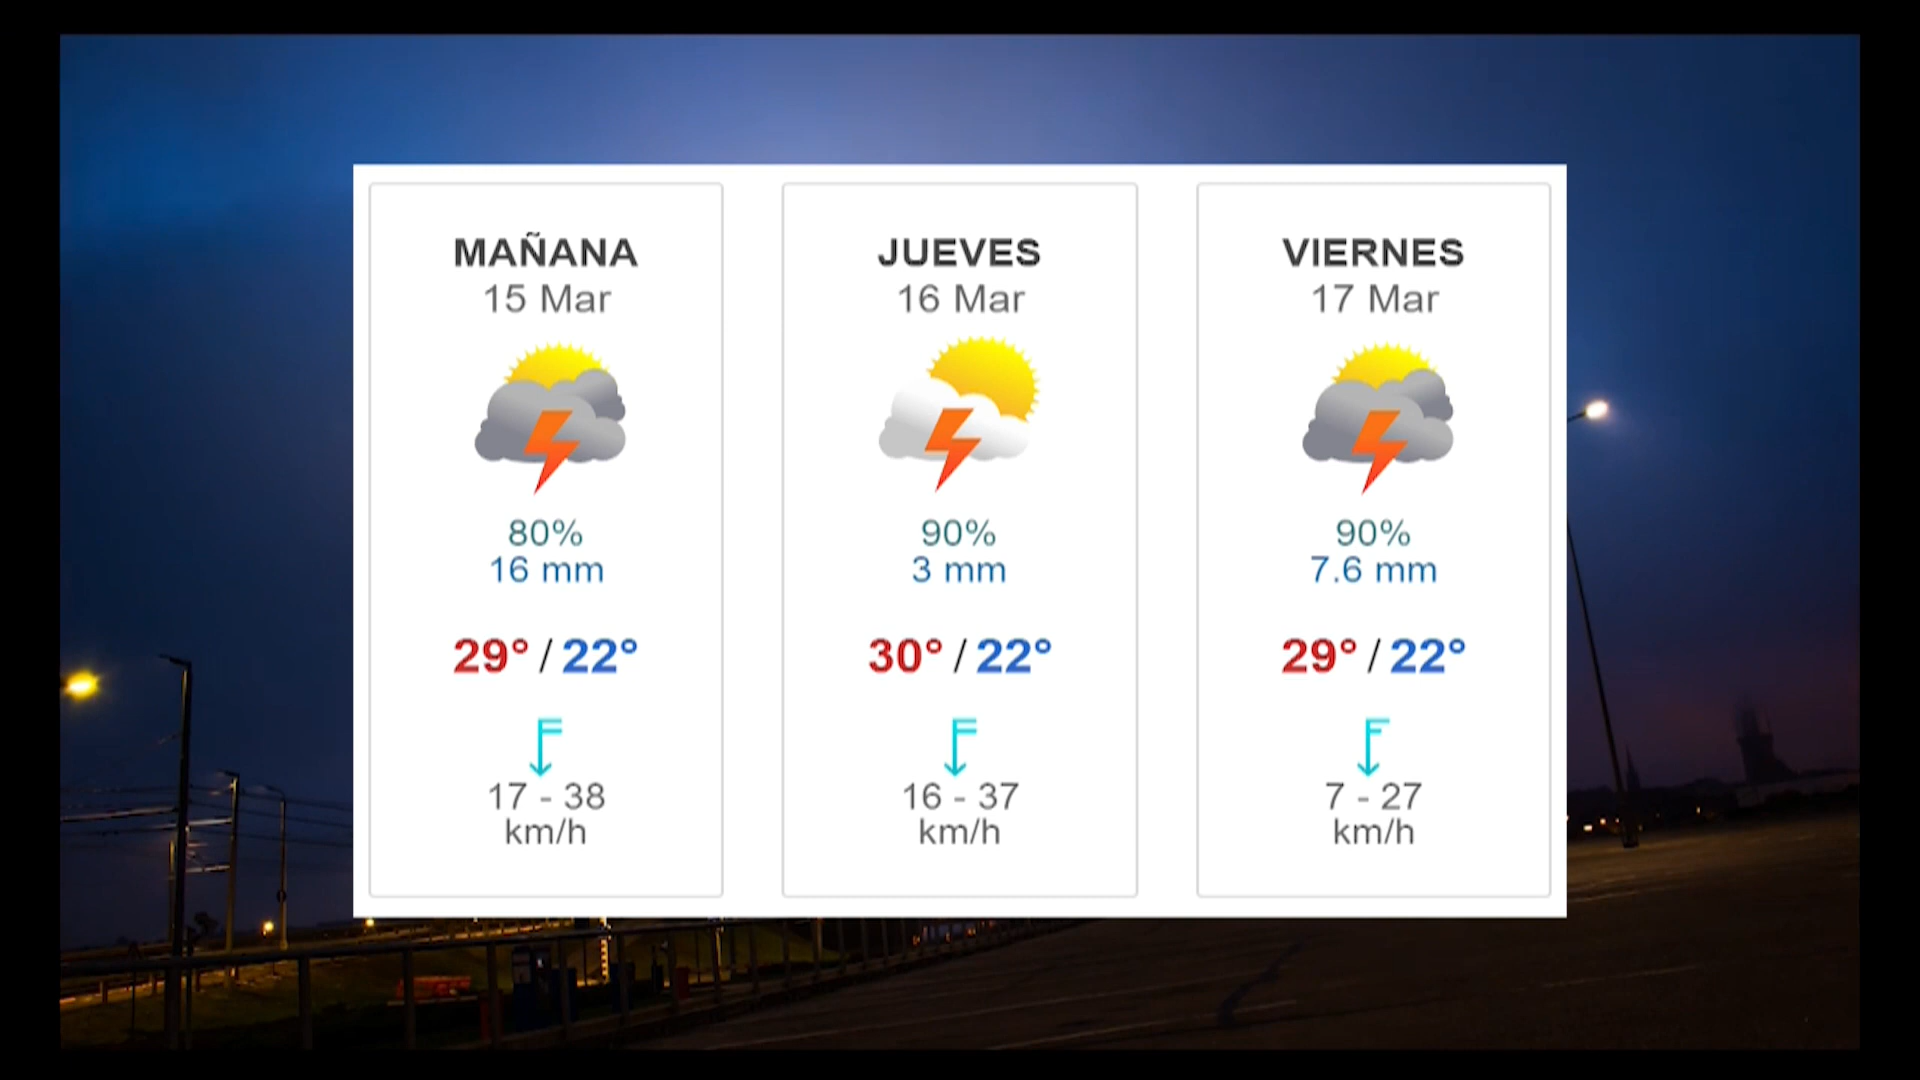 MAÑANA
15 Mar
80%
16 mm
29° / 22°
17 - 38
km/h
JUEVES
16 Mar
90%
3 mm
30° / 22°
16 - 37
km/h
VIERNES
17 Mar
90%
7.6 mm
29° / 22°
7 - 27
km/h